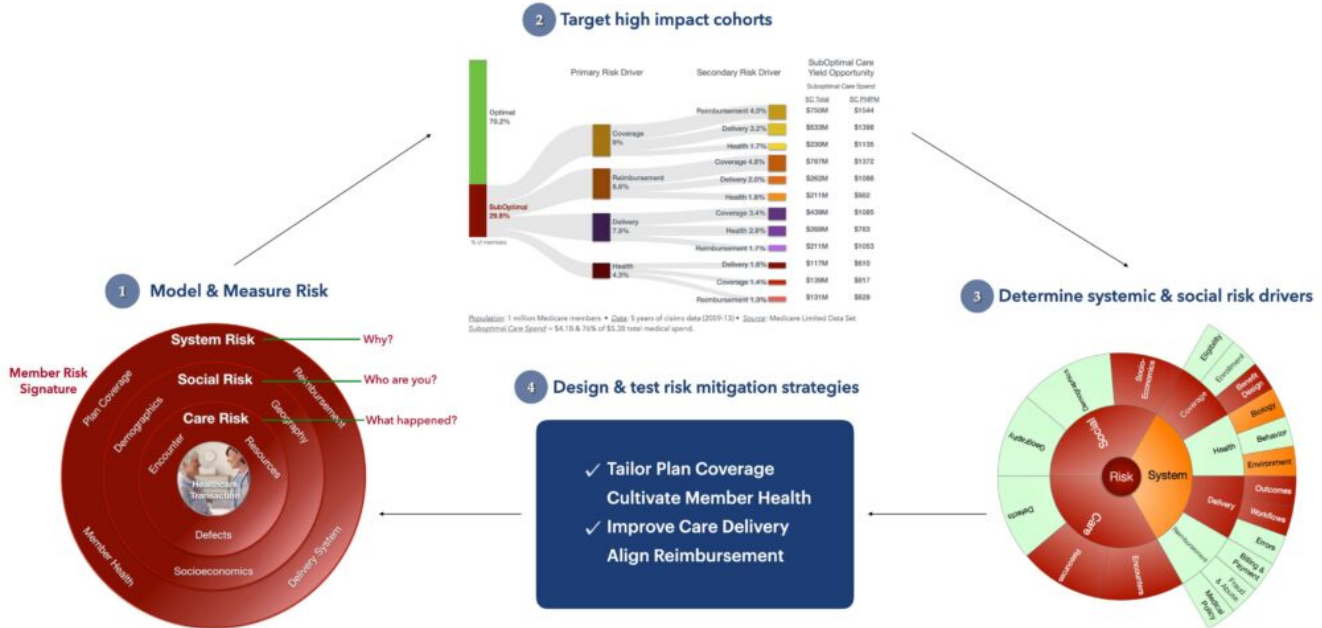 2 Target high impact cohorts
Primary Risk Driver
Secondary Risk Driver
SubOptimal Care
Yield Opportunity
Suboptimal Care Spend
SC Total SC PMPM
Optimal
70.2%
SubOptimal
29.8%
% of members
Coverage
9%
Reimbursement
8.6%
Delivery
7.9%
Health
4.3%
Reimbursement 4.0% $750M $1544
Delivery 3.2% $533M $1398
Health 1.7% $230M $1135
Coverage 4.8% $787M $1372
Delivery 2.0% $262M $1088
Health 1.8% $211M
Coverage 3.4% $439M $1085
Health 2.8% $783
Reimbursement 1.7% $211M $1053
Delivery 1.6% $117M $610
Coverage 1.4% $139M $817
Reimbursement 1.3% $131M $829
Population: 1 million Medicare members • Data: 5 years of claims data (2009-13) • Source: Medicare Limited Data Set
Suboptimal Care Spend = $4.1B & 76% of $5.3B total medical spend.
1 Model & Measure Risk
Member Risk
Signature
System Risk
Why?
Social Risk
Who are you?
Care Risk
What happened?
Plan Coverage
Reimbursement
Demographics
Geography
Encounter
Resources
Healthcare
Transaction
Defects
Socioeconomics
Member Health
Delivery System
3 Determine systemic & social risk drivers
Risk
Social
System
Care
Geography
Demographics
Socio-
Economics
Coverage
Health
Delivery
Reimbursement
Encounters
Resources
Defects
Eligibility
Enrollment
Benefit
Design
Biology
Behavior
Environment
Outcomes
Workflows
Errors
Billing &
Payment
Fraud
& Abuse
Medical
Policy
4 Design & test risk mitigation strategies
✓ Tailor Plan Coverage
Cultivate Member Health
✓ Improve Care Delivery
Align Reimbursement